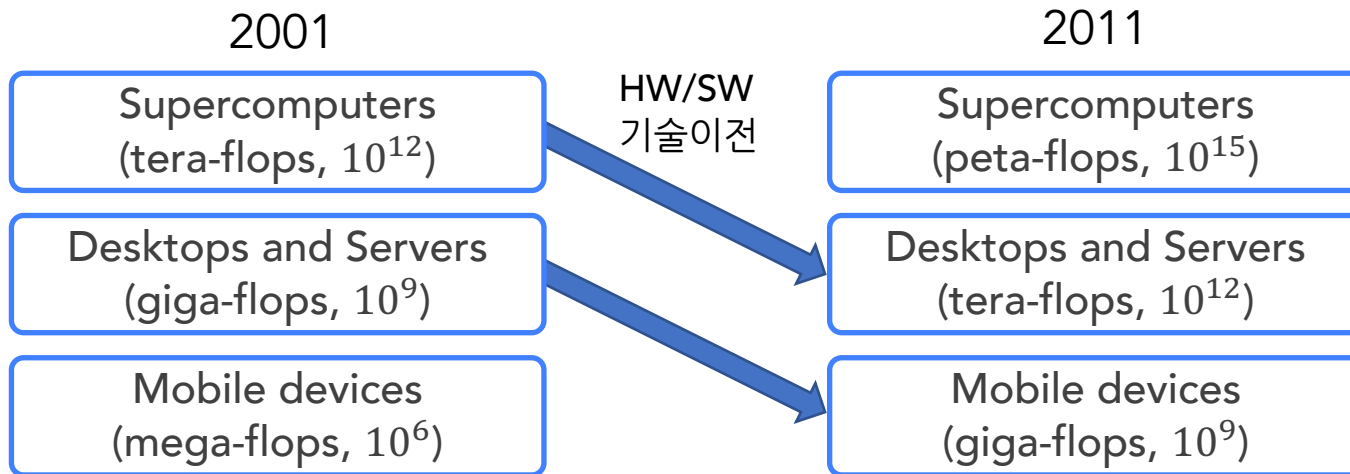 2001
Supercomputers
(tera-flops, 10^12)
Desktops and Servers
(giga-flops, 10^9)
Mobile devices
(mega-flops, 10^6)
HW/SW
기술이전
2011
Supercomputers
(peta-flops, 10^15)
Desktops and Servers
(tera-flops, 10^12)
Mobile devices
(giga-flops, 10^9)